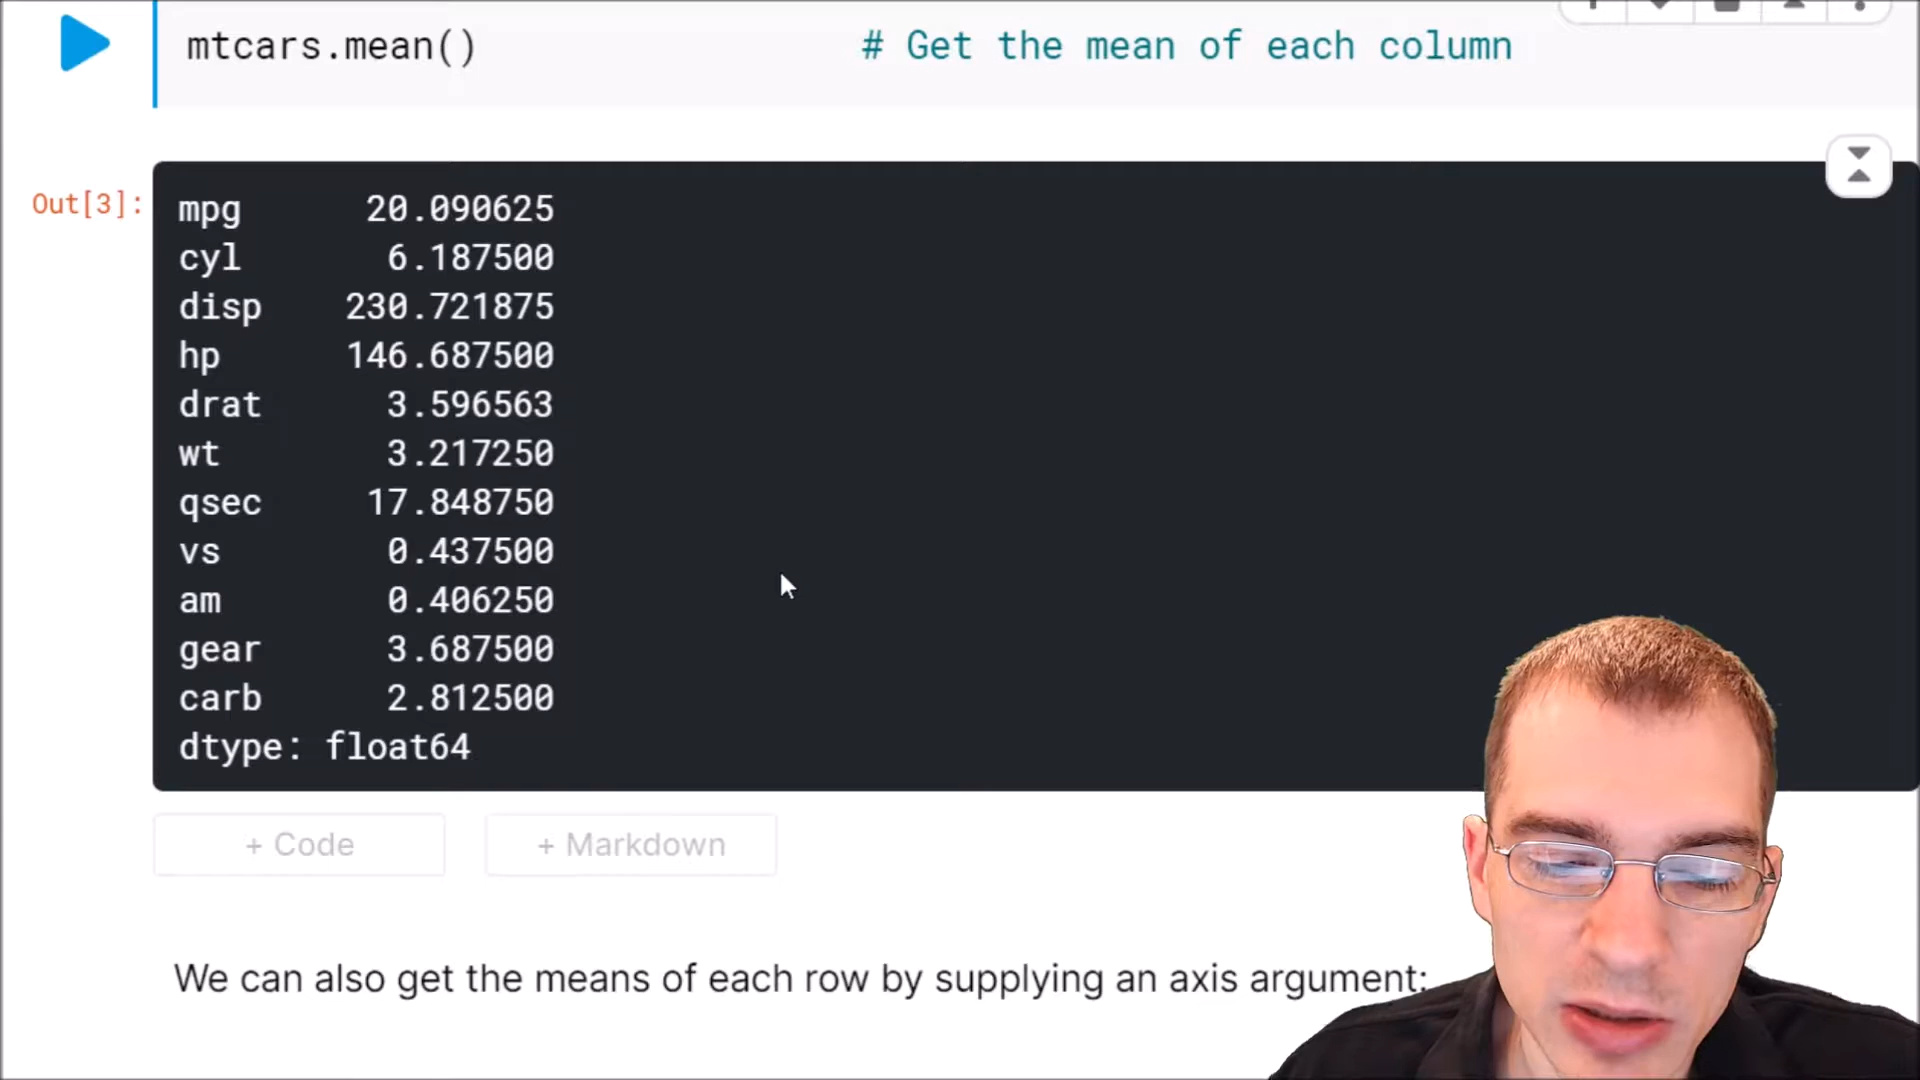 mtcars.mean() # Get the mean of each column
Out[3]:
mpg 20.090625
cyl 6.187500
disp 230.721875
hp 146.687500
drat 3.596563
wt 3.217250
qsec 17.848750
vs 0.437500
am 0.406250
gear 3.687500
carb 2.812500
dtype: float64
+ Code + Markdown
We can also get the means of each row by supplying an axis argument: